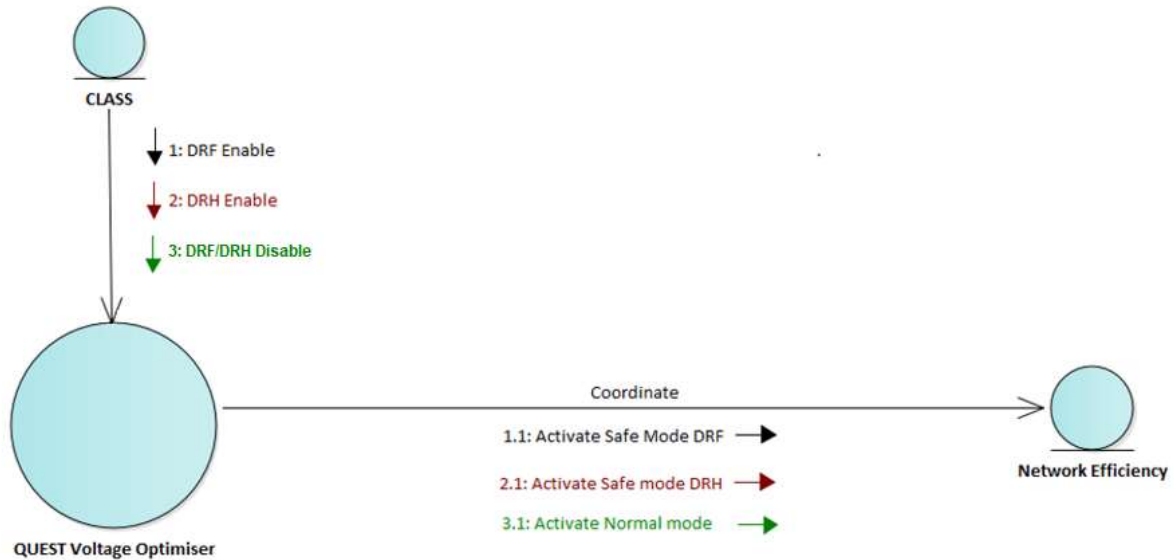 CLASS
1: DRF Enable
2: DRH Enable
3: DRF/DRH Disable
Coordinate
1.1: Activate Safe Mode DRF
2.1: Activate Safe mode DRH
3.1: Activate Normal mode
Network Efficiency
QUEST Voltage Optimiser